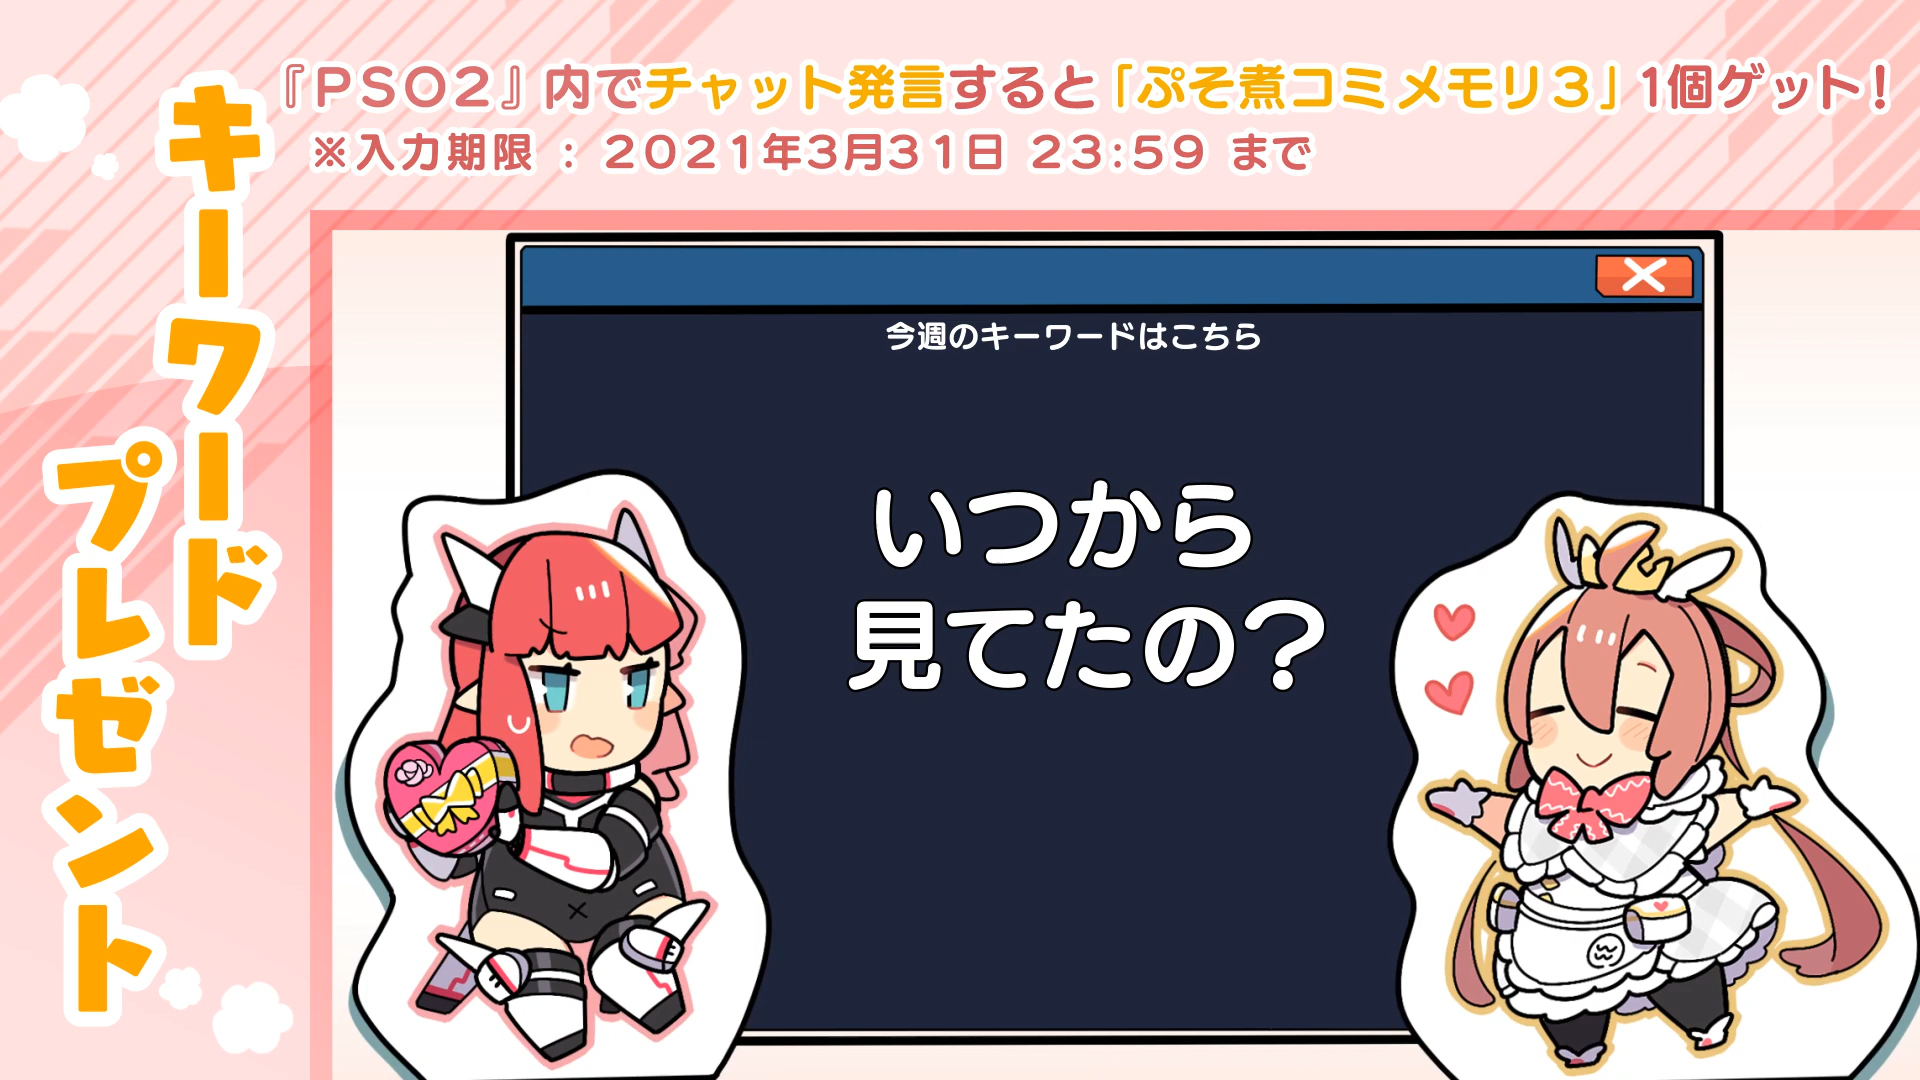 『PSO2』内でチャット発言すると「ぷそ煮コミメモリ3」1個ゲット!
※入力期限 : 2021年3月31日 23:59 まで
キーワード
プレゼント
今週のキーワードはこちら
いつから
見てたの?